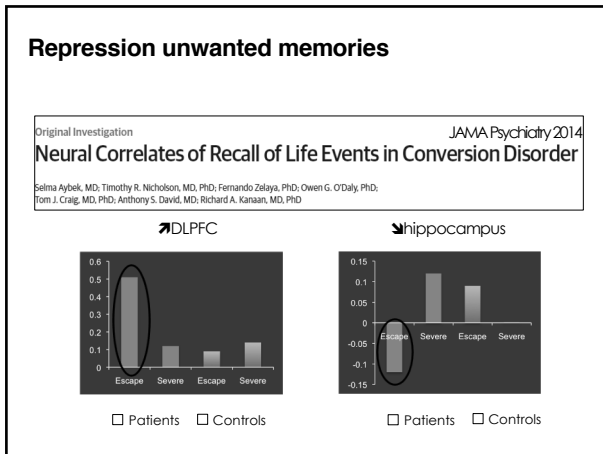 Repression unwanted memories
Original Investigation JAMA Psychiatry 2014
Neural Correlates of Recall of Life Events in Conversion Disorder
Selma Aybek, MD; Timothy R. Nicholson, MD, PhD; Fernando Zelaya, PhD; Owen G. O'Daly, PhD;
Tom J. Craig, MD, PhD; Anthony S. David, MD; Richard A. Kanaan, MD, PhD
↗DLPFC
0.6
0.5
0.4
0.3
0.2
0.1
0
Escape Severe Escape Severe
□ Patients □ Controls
↘hippocampus
0.15
0.1
0.05
0
-0.05
-0.1
-0.15
Escape Severe Escape Severe
□ Patients □ Controls